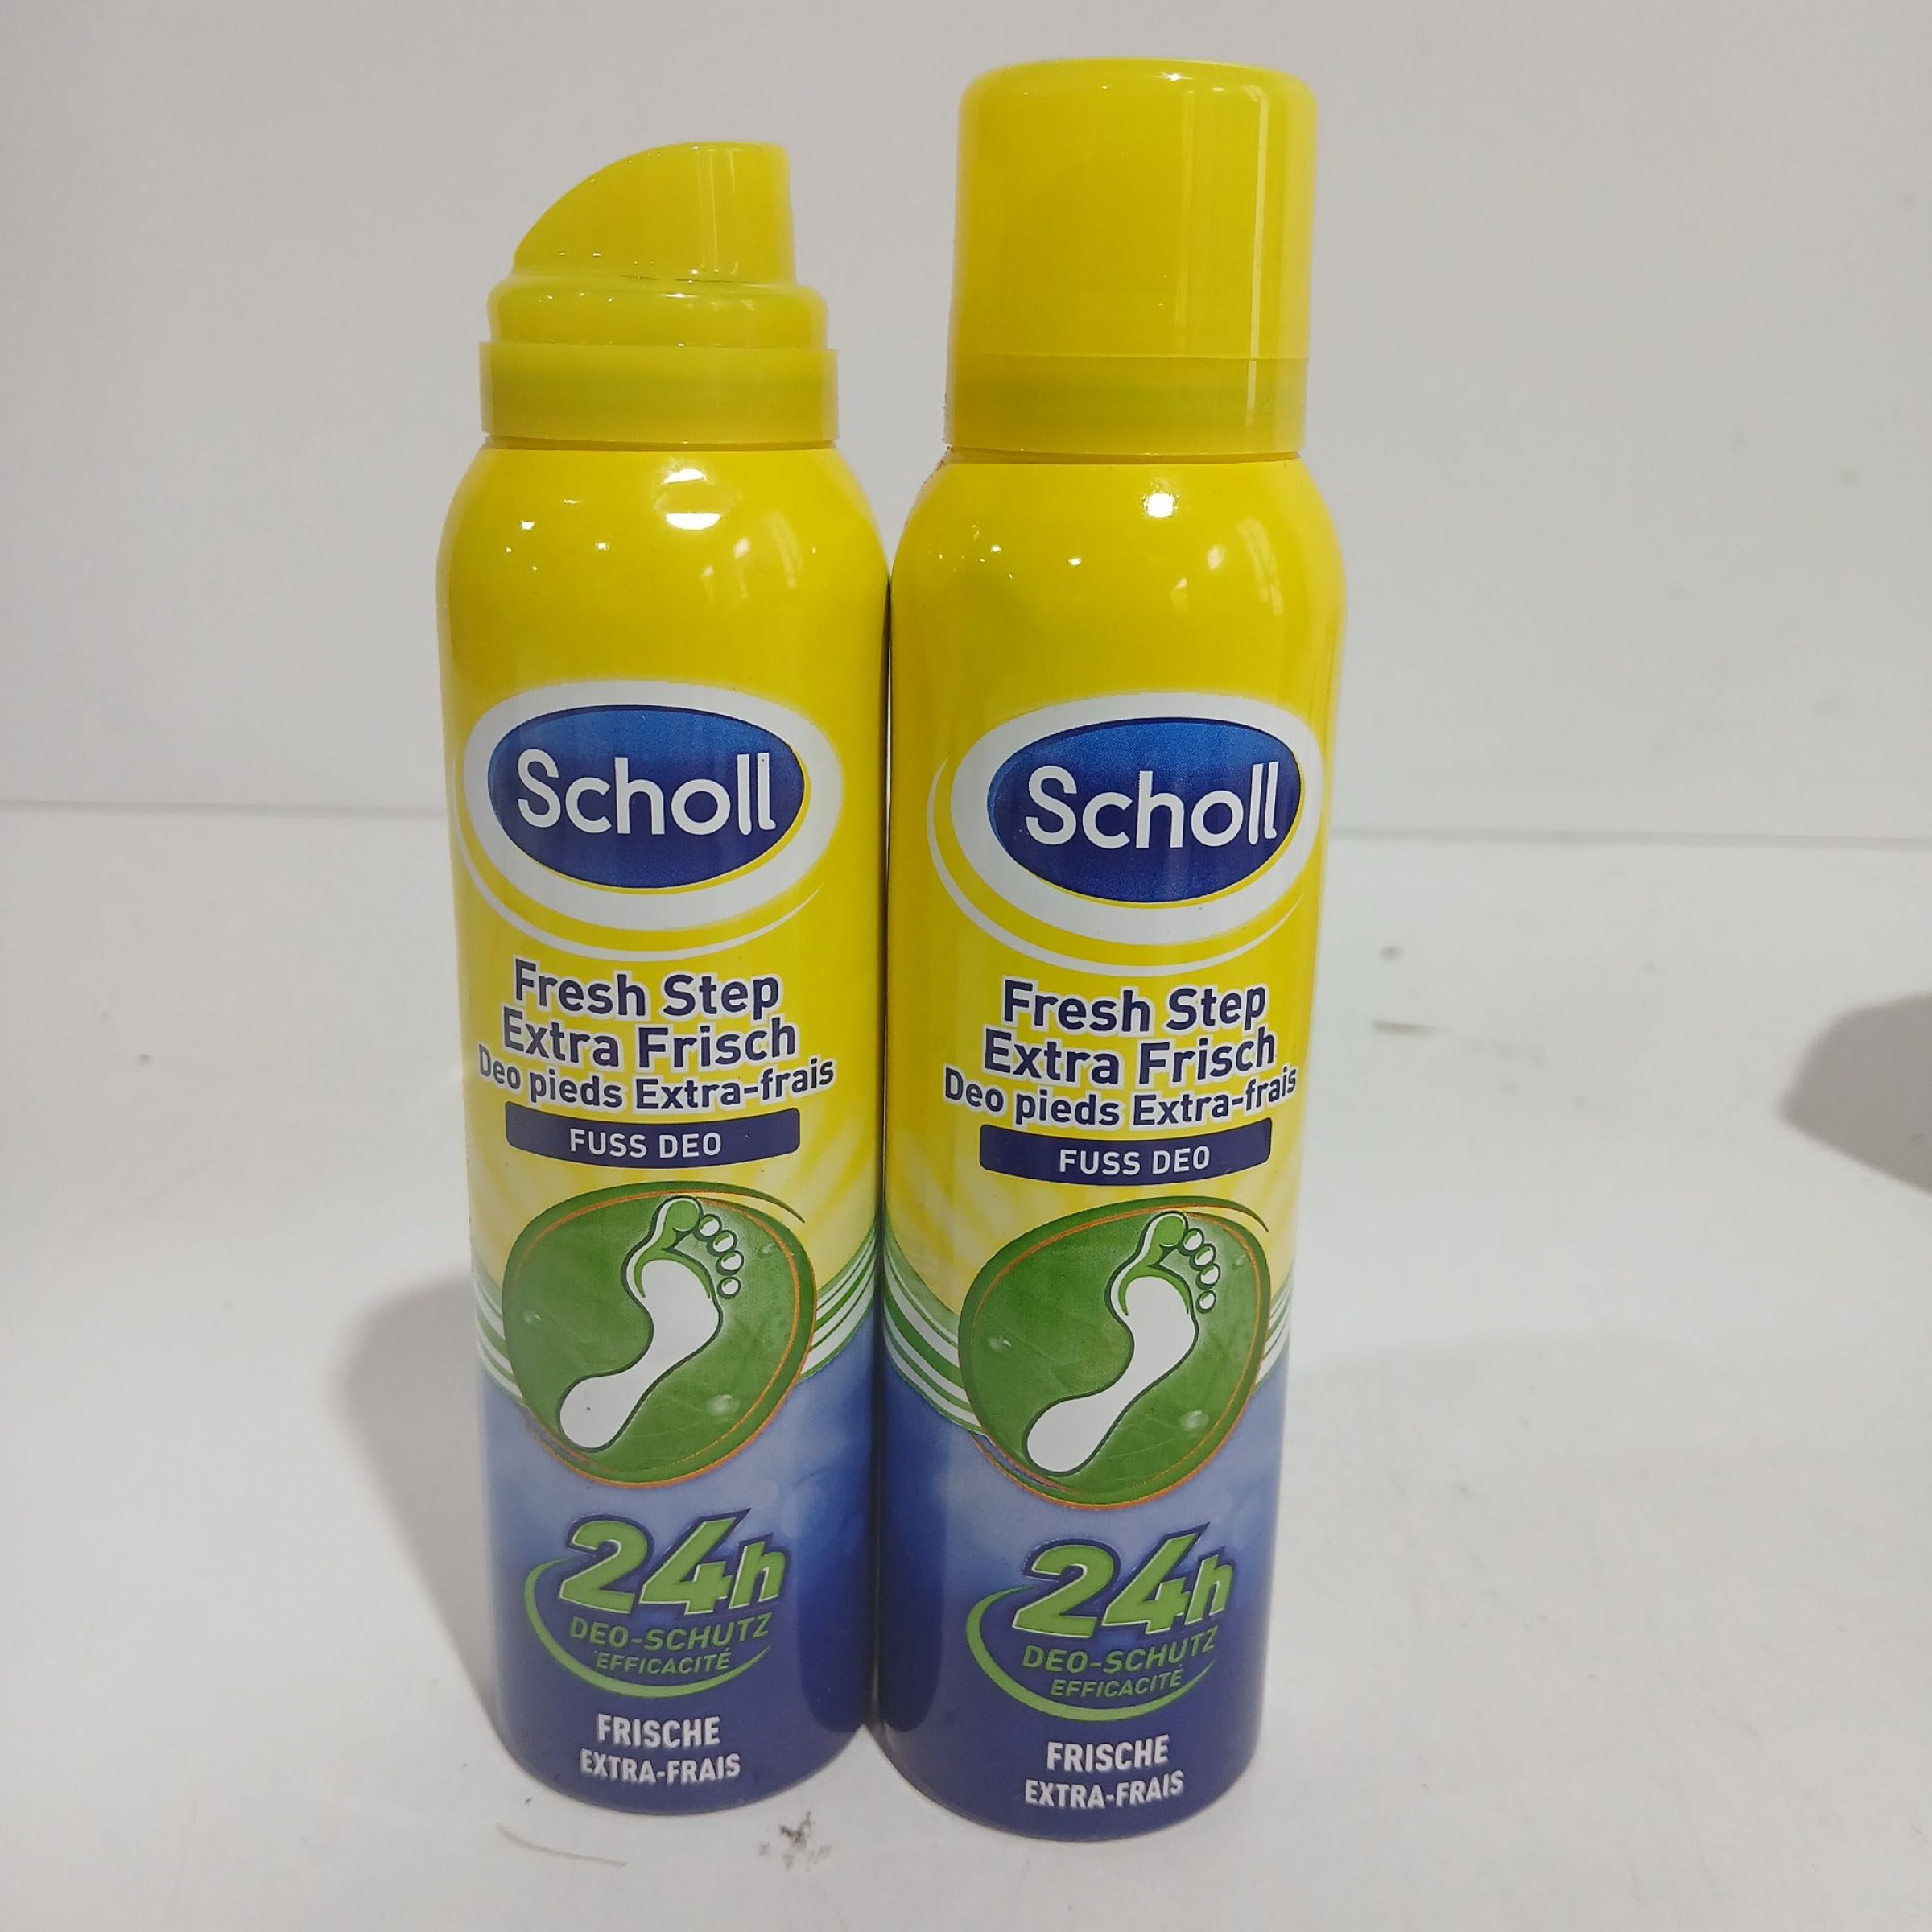 Scholl
Fresh Step
Extra Frisch
Deo pieds Extra-frais
FUSS DEO
24h
DEO-SCHUTZ
EFFICACITÉ
FRISCHE
EXTRA-FRAIS
Scholl
Fresh Step
Extra Frisch
Deo pieds Extra-frais
FUSS DEO
24h
DEO-SCHUTZ
EFFICACITÉ
FRISCHE
EXTRA-FRAIS